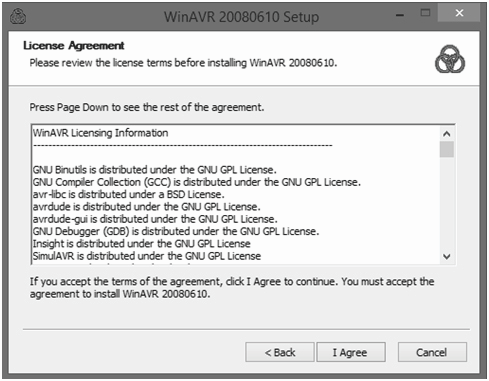 WinAVR 20080610 Setup
License Agreement
Please review the license terms before installing WinAVR 20080610.
Press Page Down to see the rest of the agreement.
WinAVR Licensing Information
--------------------------------------------------------------------------------
GNU Binutils is distributed under the GNU GPL License.
GNU Compiler Collection (GCC) is distributed under the GNU GPL License.
avr-libc is distributed under a BSD License.
avrdude is distributed under the GNU GPL License.
avrdude-gui is distributed under the GNU GPL License.
GNU Debugger (GDB) is distributed under the GNU GPL License.
Insight is distributed under the GNU GPL License
SimulAVR is distributed under the GNU GPL License
If you accept the terms of the agreement, click I Agree to continue. You must accept the
agreement to install WinAVR 20080610.
< Back I Agree Cancel